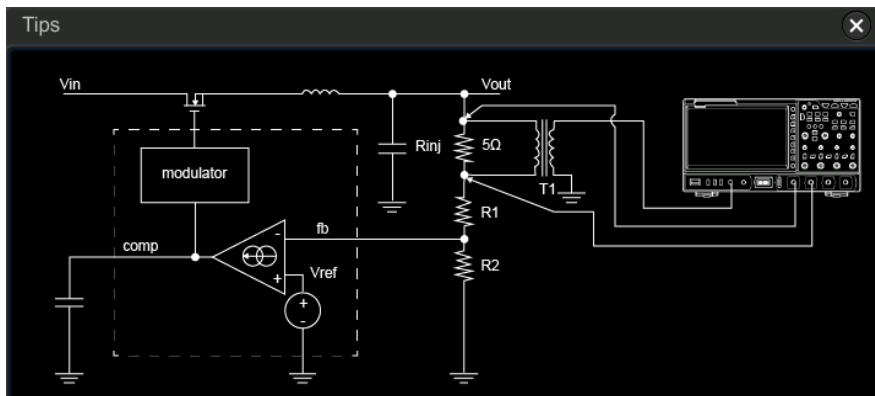 Tips
Vin
Vout
Rinj
5Ω
modulator
T1
R1
fb
comp
-
R2
+
Vref
+
-